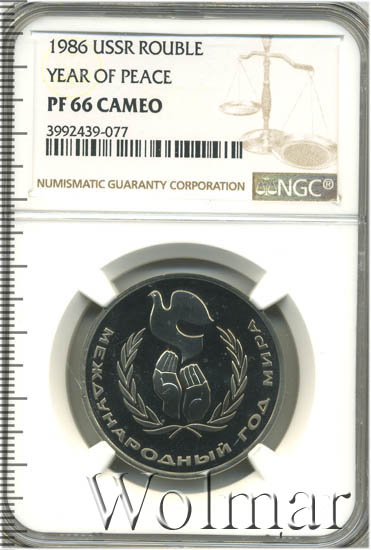 1986 USSR ROUBLE
YEAR OF PEACE
PF 66 CAMEO
3992439-077
NUMISMATIC GUARANTY CORPORATION
NGC®
МЕЖДУНАРОДНЫЙ ГОД МИРА
Wolmar